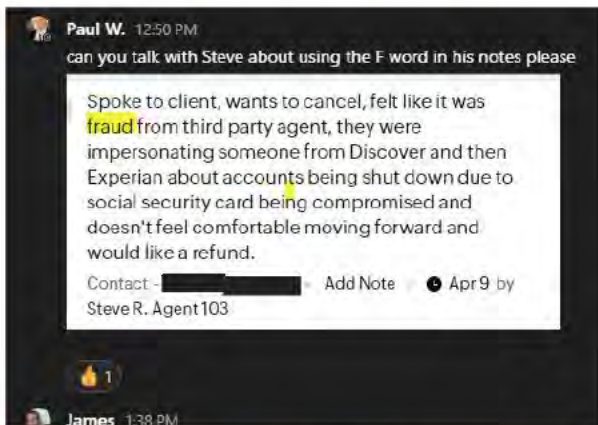 Paul W. 12:50 PM
can you talk with Steve about using the F word in his notes please
Spoke to client, wants to cancel, felt like it was
fraud from third party agent, they were
impersonating someone from Discover and then
Experian about accounts being shut down due to
social security card being compromised and
doesn't feel comfortable moving forward and
would like a refund.
Contact - Add Note Apr 9 by
Steve R. Agent103
1
James 1:38 PM